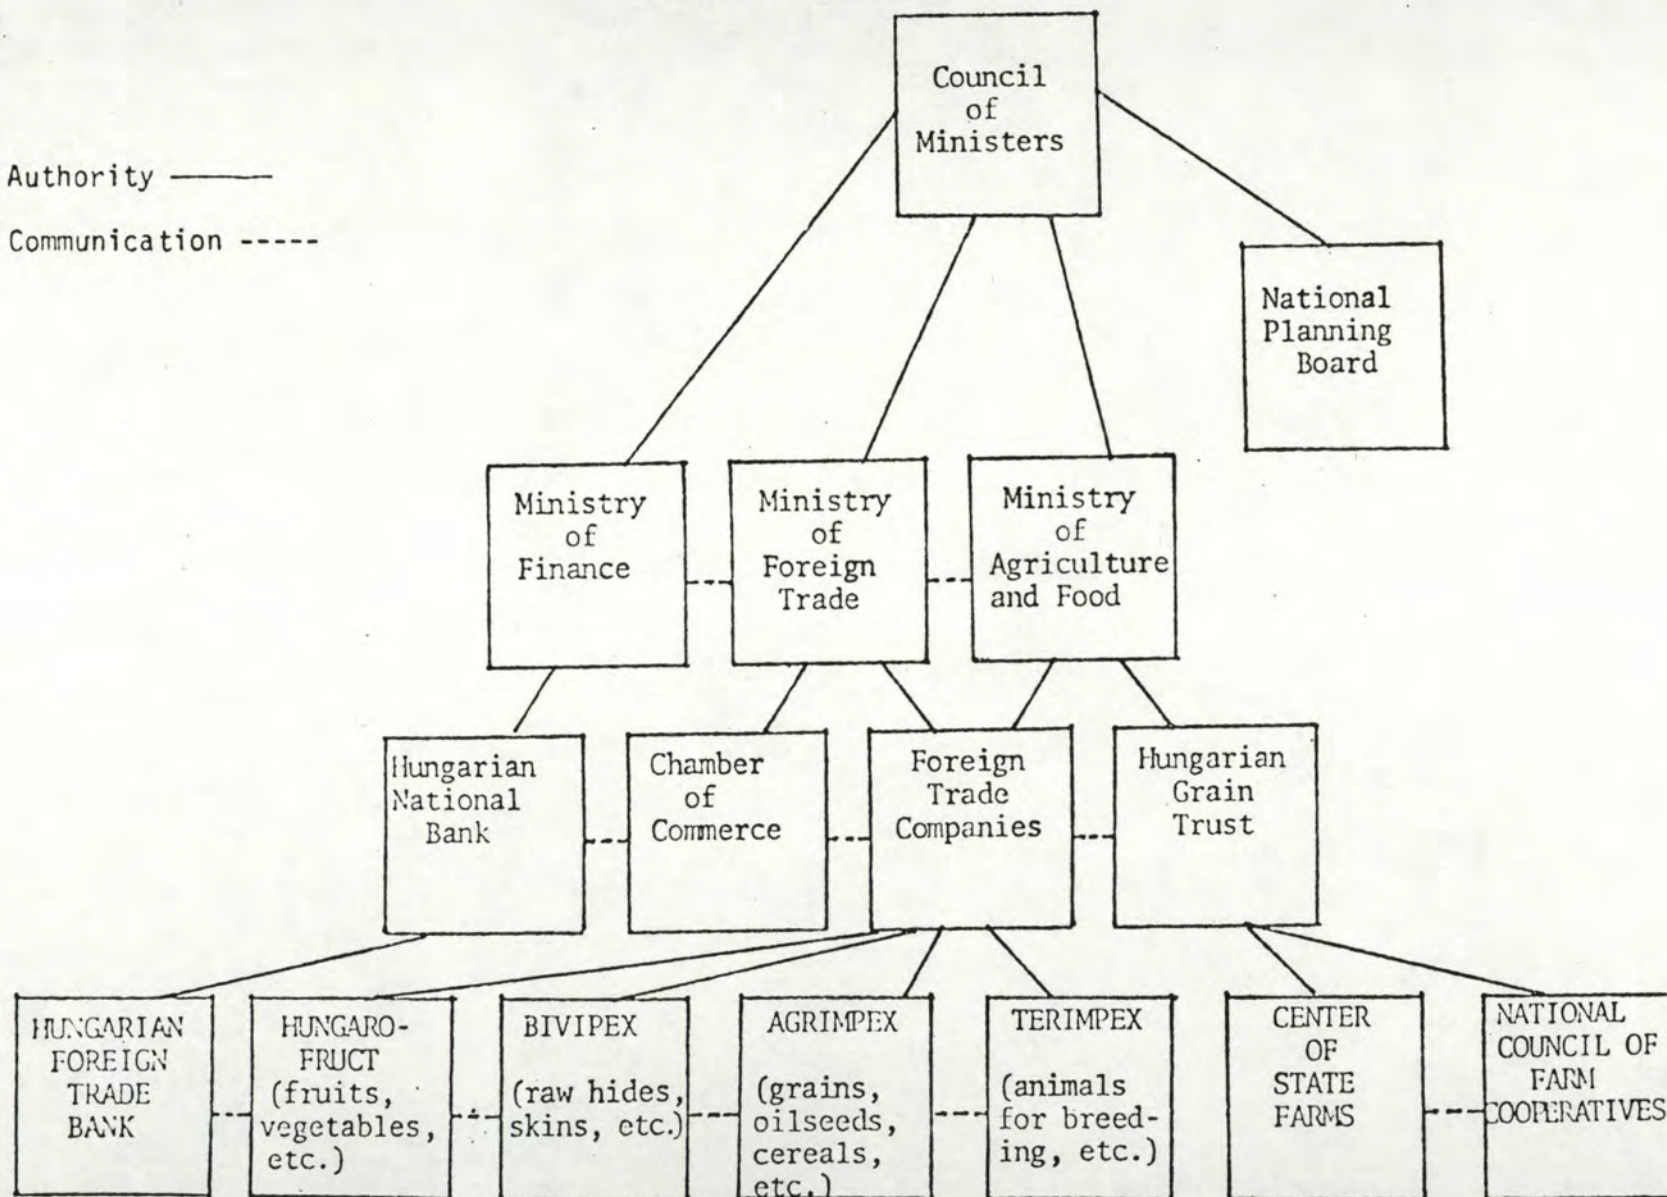 Council
of
Ministers
Authority
Communication
National
Planning
Board
Ministry
of
Finance
Ministry
of
Foreign
Trade
Ministry
of
Agriculture
and Food
Hungarian
National
Bank
Chamber
of
Commerce
Foreign
Trade
Companies
Hungarian
Grain
Trust
HUNGARIAN
FOREIGN
TRADE
BANK
HUNGARO-
FRUCT
(fruits,
vegetables,
etc.)
BIVIPEX
(raw hides,
skins, etc.)
AGRIMPEX
(grains,
oilseeds,
cereals,
etc.)
TERIMPEX
(animals
for breed-
ing, etc.)
CENTER
OF
STATE
FARMS
NATIONAL
COUNCIL OF
FARM
COOPERATIVES